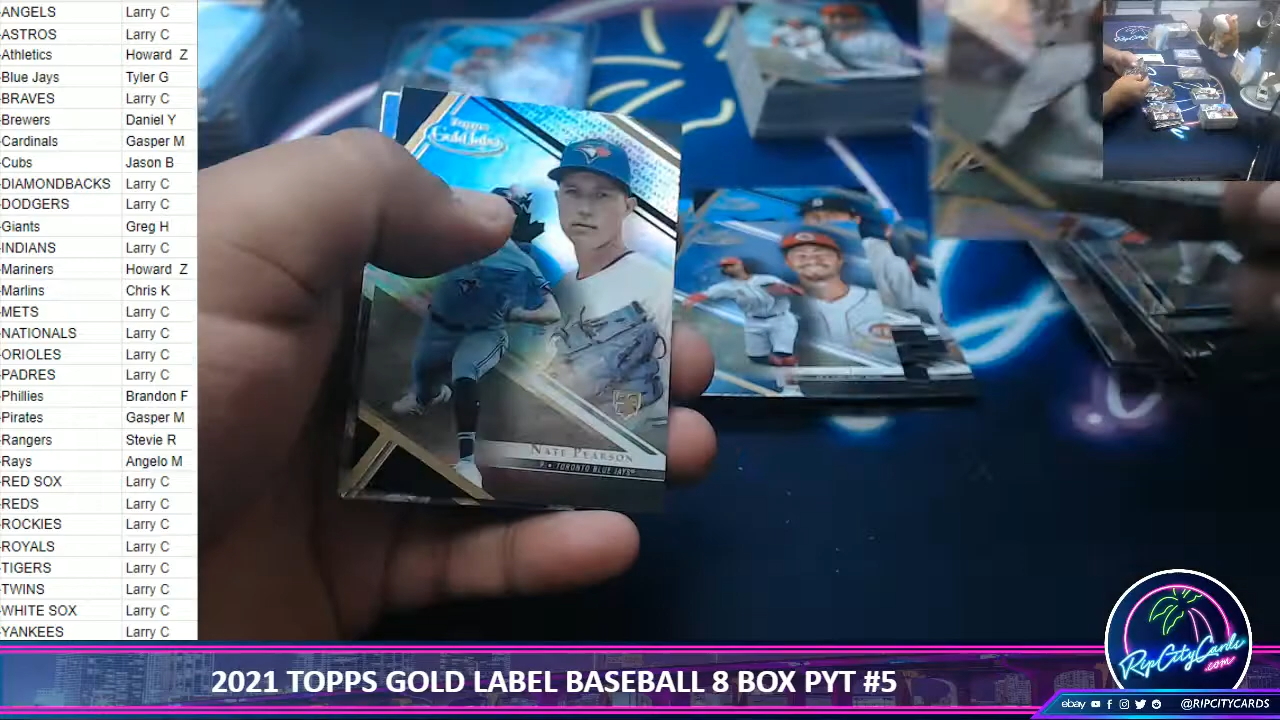 -ANGELS Larry C
-ASTROS Larry C
-Athletics Howard Z
-Blue Jays Tyler G
-BRAVES Larry C
-Brewers Daniel Y
-Cardinals Gasper M
-Cubs Jason B
-DIAMONDBACKS Larry C
-DODGERS Larry C
-Giants Greg H
-INDIANS Larry C
-Mariners Howard Z
-Marlins Chris K
-METS Larry C
-NATIONALS Larry C
-ORIOLES Larry C
-PADRES Larry C
-Phillies Brandon F
-Pirates Gasper M
-Rangers Stevie R
-Rays Angelo M
-RED SOX Larry C
-REDS Larry C
-ROCKIES Larry C
-ROYALS Larry C
-TIGERS Larry C
-TWINS Larry C
-WHITE SOX Larry C
-YANKEES Larry C
Topps
Gold Label
NATE PEARSON
P • TORONTO BLUE JAYS
2021 TOPPS GOLD LABEL BASEBALL 8 BOX PYT #5
RipCityCards
.com
ebay @RIPCITYCARDS